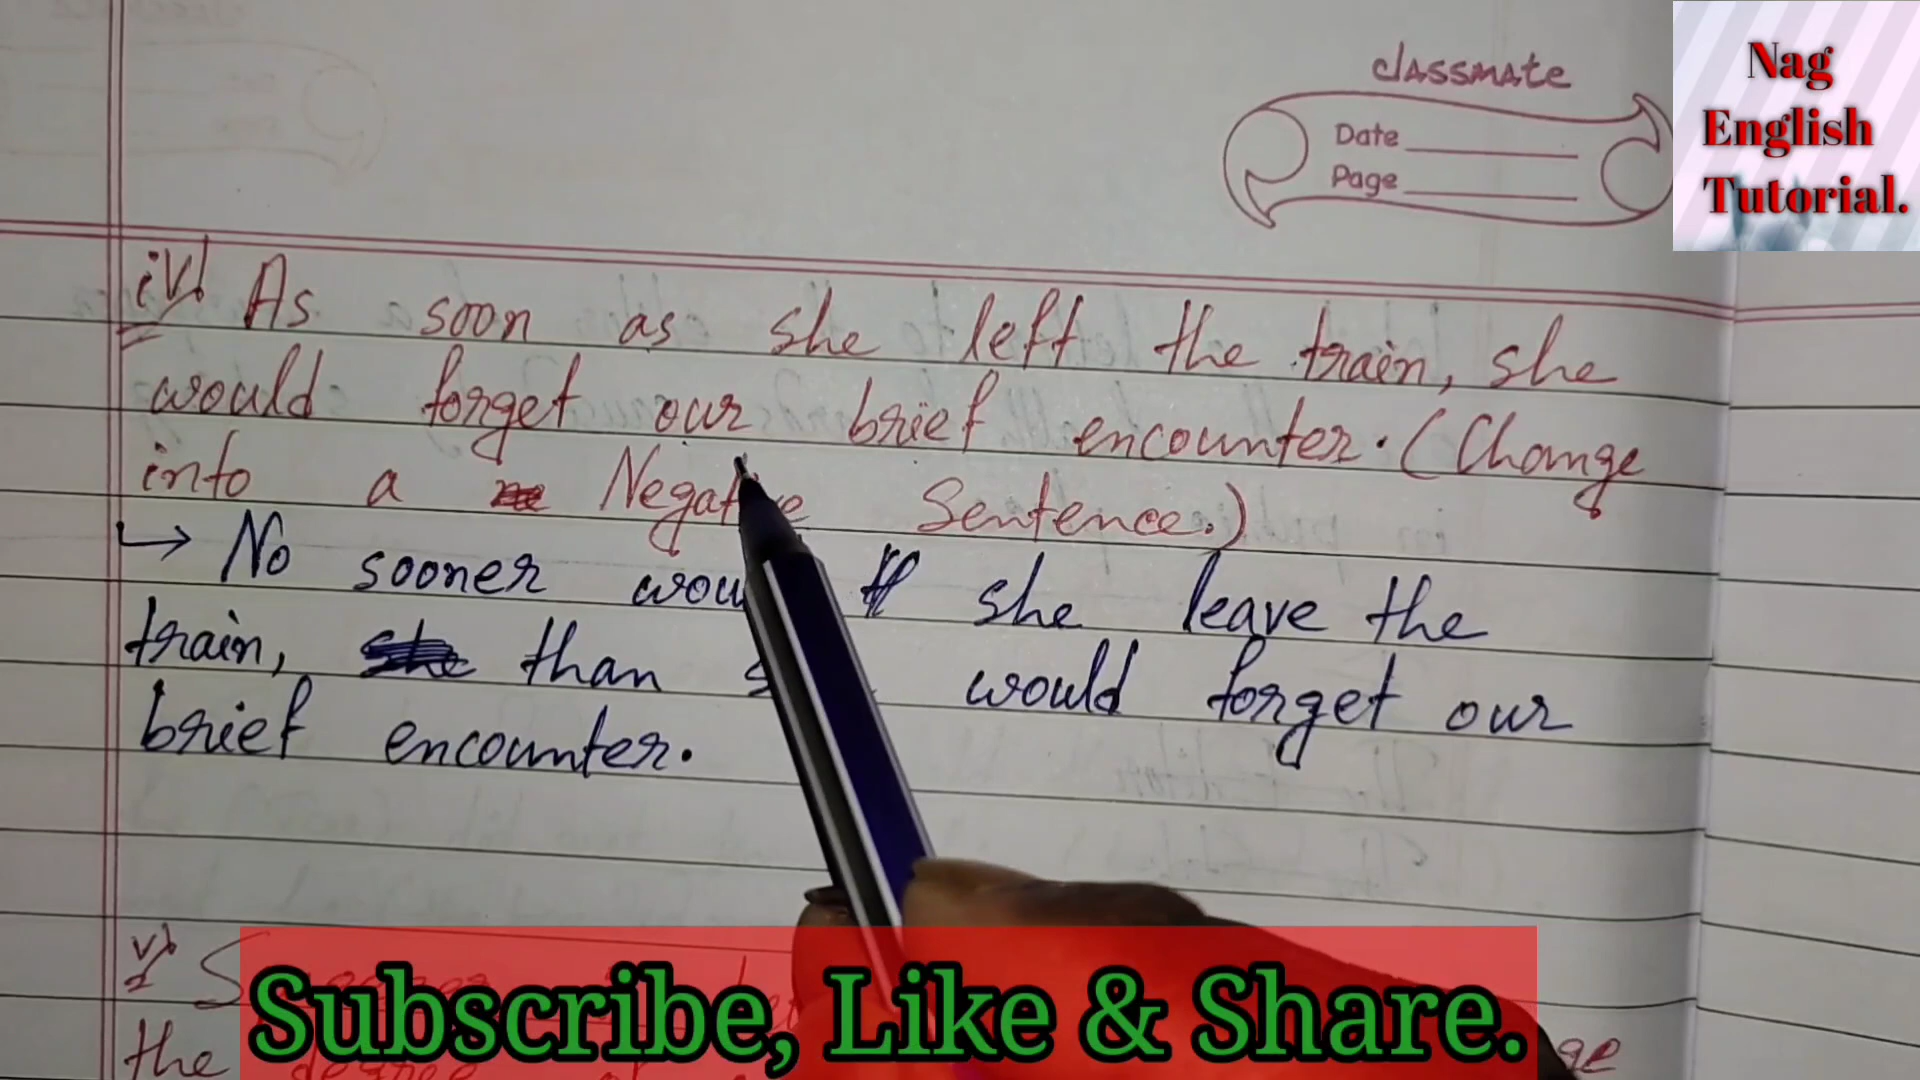 classmate
Date
Page
Nag
English
Tutorial.
iv) As soon as she left the train, she
would forget our brief encounter. (Change
into a Negative Sentence.)
→ No sooner would she leave the
train, than would forget our
brief encounter.
v)
the
Subscribe, Like & Share.